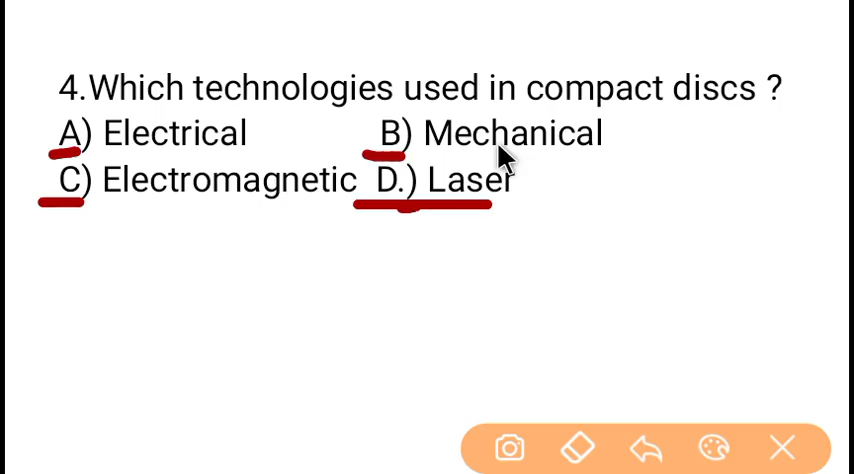 4.Which technologies used in compact discs ?
A) Electrical B) Mechanical
C) Electromagnetic D.) Laser